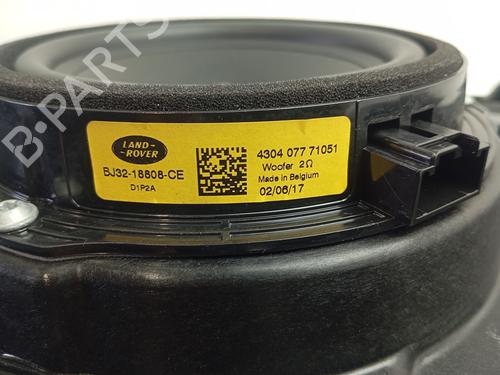 B-PARTS
LAND-
ROVER
BJ32-18808-CE
D1P2A
4304 077 71051
Woofer 2Ω
Made in Belgium
02/06/17